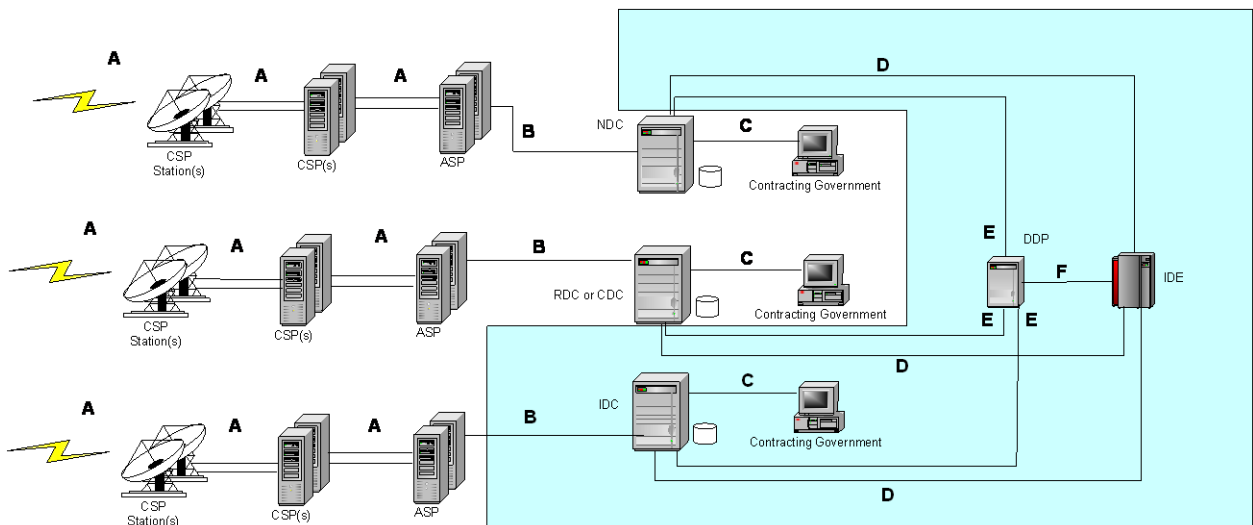 A A A D
NDC C
B
CSP
Station(s)
CSP(s)
ASP
Contracting Government
A A A B C E DDP
F
IDE
RDC or CDC
E E
CSP
Station(s)
CSP(s)
ASP
Contracting Government
D
A A A B C
IDC
Contracting Government
CSP
Station(s)
CSP(s)
ASP
D